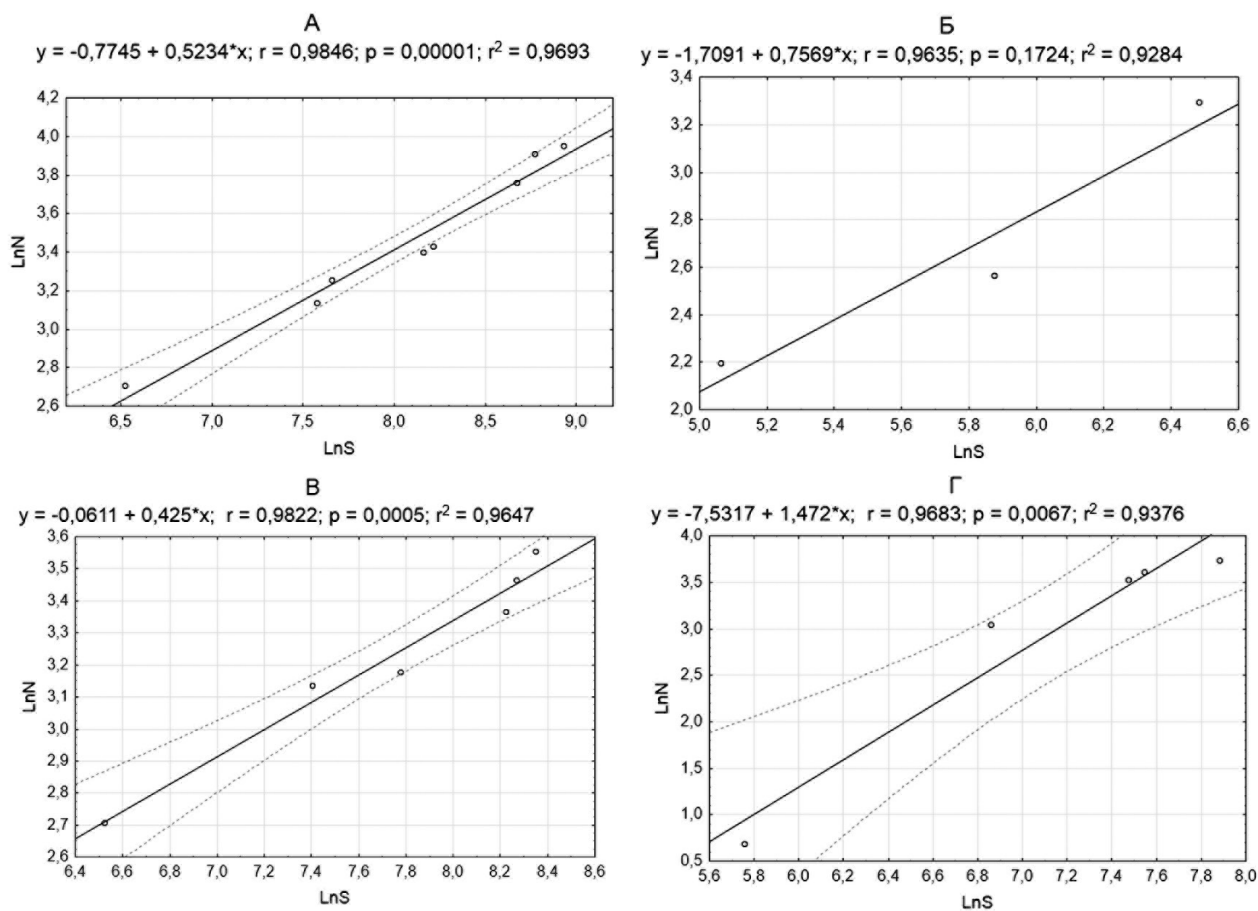 А
y = -0,7745 + 0,5234*x; r = 0,9846; p = 0,00001; r² = 0,9693
4,2
4,0
3,8
3,6
3,4
3,2
3,0
2,8
2,6
LnN
6,5 7,0 7,5 8,0 8,5 9,0
LnS
Б
y = -1,7091 + 0,7569*x; r = 0,9635; p = 0,1724; r² = 0,9284
3,4
3,2
3,0
2,8
2,6
2,4
2,2
2,0
LnN
5,0 5,2 5,4 5,6 5,8 6,0 6,2 6,4 6,6
LnS
В
y = -0,0611 + 0,425*x; r = 0,9822; p = 0,0005; r² = 0,9647
3,6
3,5
3,4
3,3
3,2
3,1
3,0
2,9
2,8
2,7
2,6
LnN
6,4 6,6 6,8 7,0 7,2 7,4 7,6 7,8 8,0 8,2 8,4 8,6
LnS
Г
y = -7,5317 + 1,472*x; r = 0,9683; p = 0,0067; r² = 0,9376
4,0
3,5
3,0
2,5
2,0
1,5
1,0
0,5
LnN
5,6 5,8 6,0 6,2 6,4 6,6 6,8 7,0 7,2 7,4 7,6 7,8 8,0
LnS